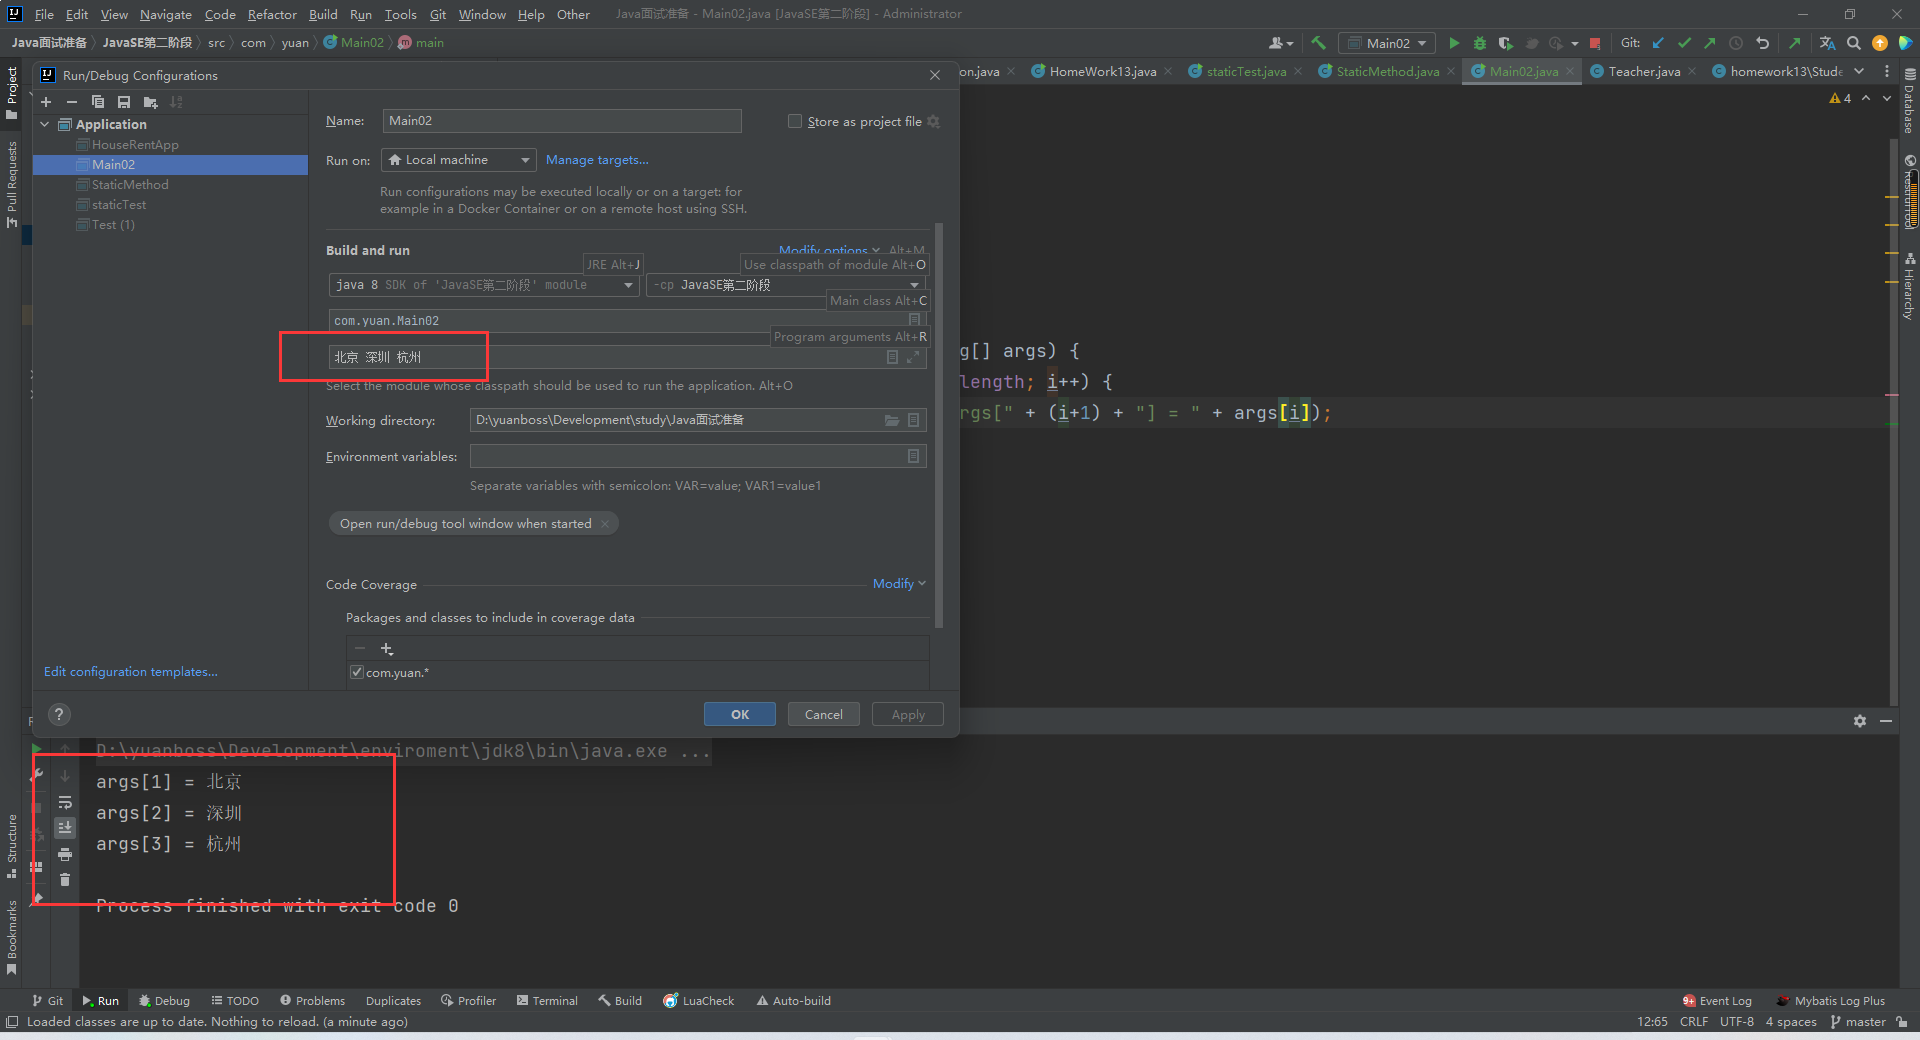 File Edit View Navigate Code Refactor Build Run Tools Git Window Help Other Java面试准备 - Main02.java [JavaSE第二阶段] - Administrator
Java面试准备 JavaSE第二阶段 src com yuan Main02 main
Main02 Git:
Run/Debug Configurations
on.java HomeWork13.java staticTest.java StaticMethod.java Main02.java Teacher.java homework13\Stude
4
Project
Pull Requests
Application
HouseRentApp
Main02
StaticMethod
staticTest
Test (1)
Edit configuration templates...
Name: Main02 Store as project file
Run on: Local machine Manage targets...
Run configurations may be executed locally or on a target: for
example in a Docker Container or on a remote host using SSH.
Build and run Modify options Alt+M
JRE Alt+J Use classpath of module Alt+O
java 8 SDK of 'JavaSE第二阶段' module -cp JavaSE第二阶段
Main class Alt+C
com.yuan.Main02
Program arguments Alt+R
北京 深圳 杭州
Select the module whose classpath should be used to run the application. Alt+O
Working directory: D:\yuanboss\Development\study\Java面试准备
Environment variables:
Separate variables with semicolon: VAR=value; VAR1=value1
Open run/debug tool window when started
Code Coverage Modify
Packages and classes to include in coverage data
com.yuan.*
? OK Cancel Apply
g[] args) {
length; i++) {
rgs[" + (i+1) + "] = " + args[i]);
Database
RestfulTool
Hierarchy
D:\yuanboss\Development\enviroment\jdk8\bin\java.exe ...
args[1] = 北京
args[2] = 深圳
args[3] = 杭州
Process finished with exit code 0
Structure
Bookmarks
Git Run Debug TODO Problems Duplicates Profiler Terminal Build LuaCheck Auto-build 9+ Event Log Mybatis Log Plus
Loaded classes are up to date. Nothing to reload. (a minute ago) 12:65 CRLF UTF-8 4 spaces master